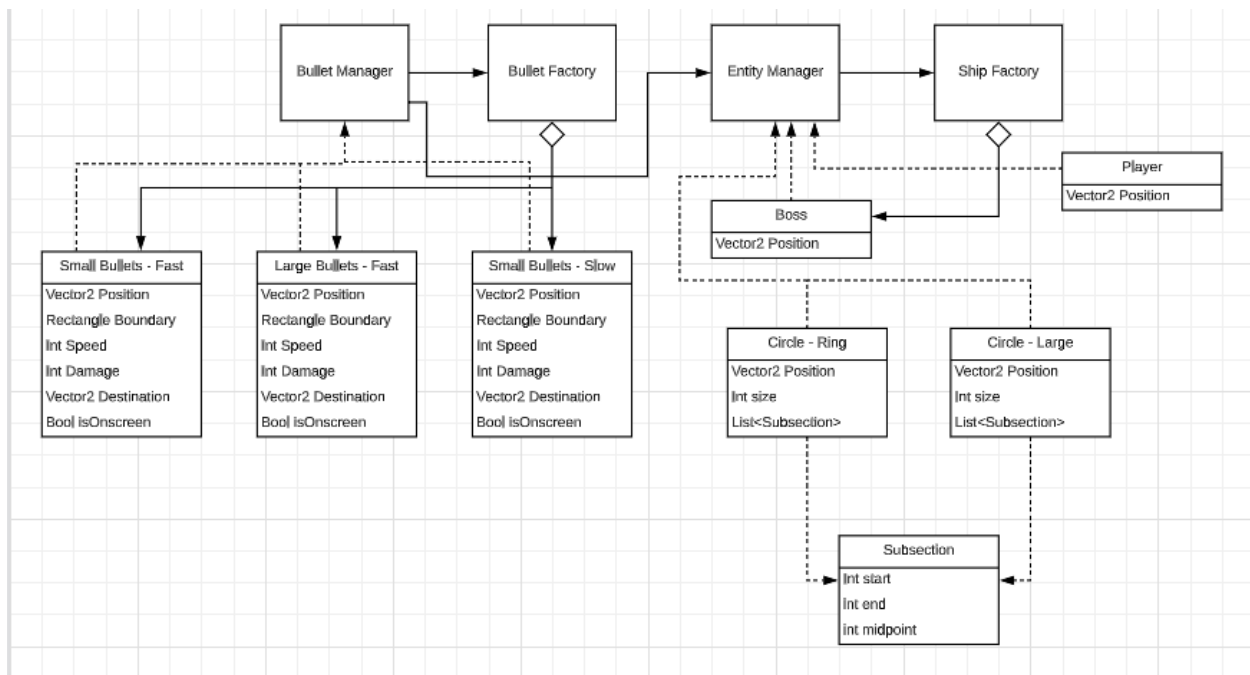 Bullet Manager
Bullet Factory
Entity Manager
Ship Factory
Player
Vector2 Position
Boss
Vector2 Position
Small Bullets - Fast
Vector2 Position
Rectangle Boundary
Int Speed
Int Damage
Vector2 Destination
Bool isOnscreen
Large Bullets - Fast
Vector2 Position
Rectangle Boundary
Int Speed
Int Damage
Vector2 Destination
Bool isOnscreen
Small Bullets - Slow
Vector2 Position
Rectangle Boundary
Int Speed
Int Damage
Vector2 Destination
Bool isOnscreen
Circle - Ring
Vector2 Position
Int size
List<Subsection>
Circle - Large
Vector2 Position
Int size
List<Subsection>
Subsection
Int start
Int end
int midpoint